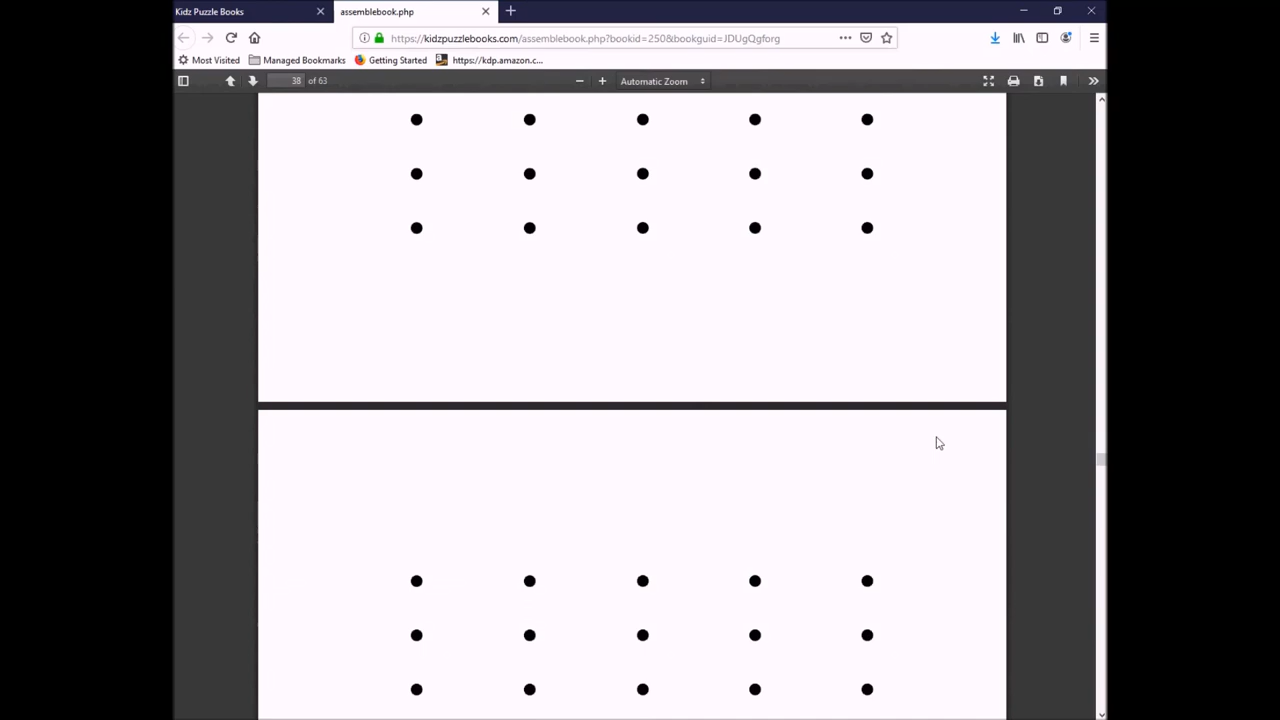 Kidz Puzzle Books
assemblebook.php
https://kidzpuzzlebooks.com/assemblebook.php?bookid=250&bookguid=JDUgQgforg
Most Visited Managed Bookmarks Getting Started https://kdp.amazon.c...
38 of 63 Automatic Zoom